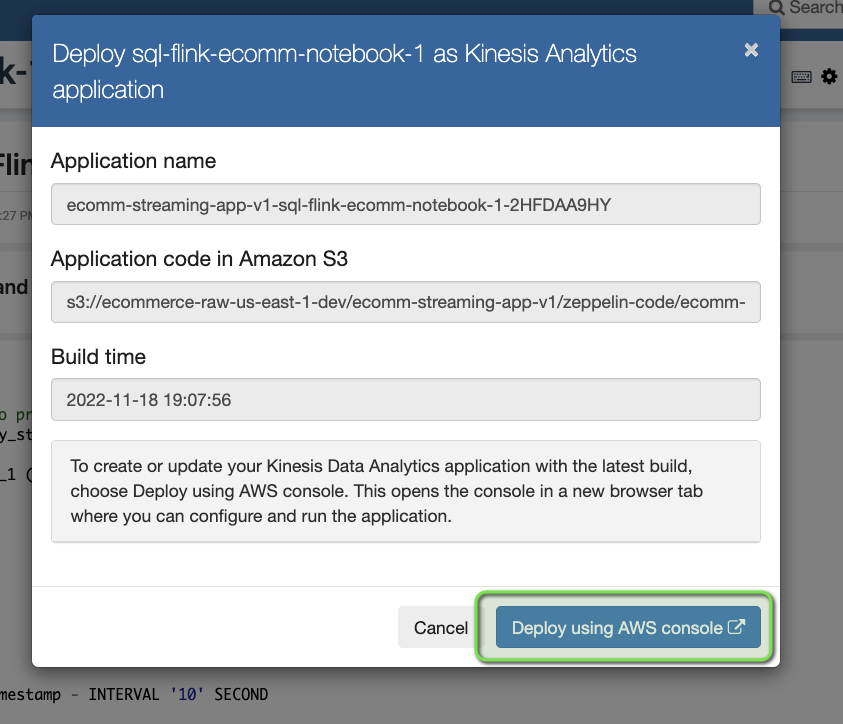 Search
Deploy sql-flink-ecomm-notebook-1 as Kinesis Analytics
application
k-
Application name
Flin
ecomm-streaming-app-v1-sql-flink-ecomm-notebook-1-2HFDAA9HY
:27 PM
Application code in Amazon S3
and
s3://ecommerce-raw-us-east-1-dev/ecomm-streaming-app-v1/zeppelin-code/ecomm-
Build time
2022-11-18 19:07:56
o pr
y_st
To create or update your Kinesis Data Analytics application with the latest build,
_1 (
choose Deploy using AWS console. This opens the console in a new browser tab
where you can configure and run the application.
Cancel
Deploy using AWS console
mestamp - INTERVAL '10' SECOND